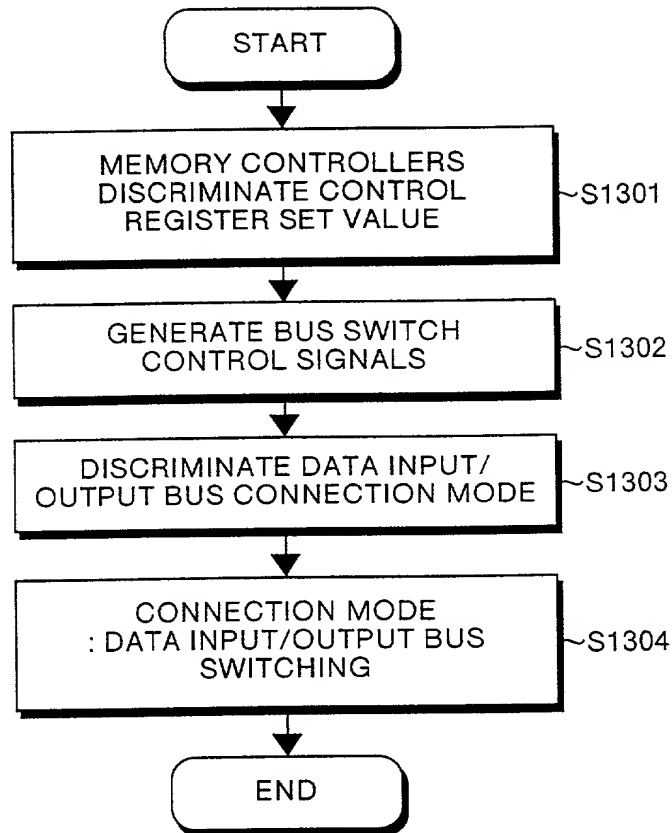 START
MEMORY CONTROLLERS
DISCRIMINATE CONTROL
REGISTER SET VALUE
~S1301
GENERATE BUS SWITCH
CONTROL SIGNALS
~S1302
DISCRIMINATE DATA INPUT/
OUTPUT BUS CONNECTION MODE
~S1303
CONNECTION MODE
: DATA INPUT/OUTPUT BUS
SWITCHING
~S1304
END